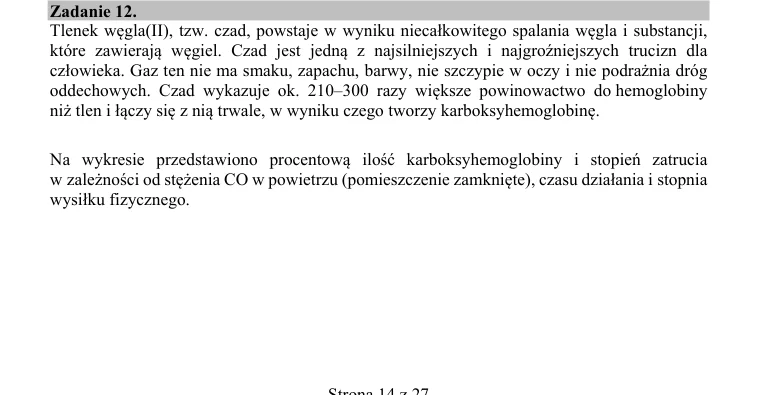 Zadanie 12.
Tlenek węgla(II), tzw. czad, powstaje w wyniku niecałkowitego spalania węgla i substancji,
które zawierają węgiel. Czad jest jedną z najsilniejszych i najgroźniejszych trucizn dla
człowieka. Gaz ten nie ma smaku, zapachu, barwy, nie szczypie w oczy i nie podrażnia dróg
oddechowych. Czad wykazuje ok. 210–300 razy większe powinowactwo do hemoglobiny
niż tlen i łączy się z nią trwale, w wyniku czego tworzy karboksyhemoglobinę.
Na wykresie przedstawiono procentową ilość karboksyhemoglobiny i stopień zatrucia
w zależności od stężenia CO w powietrzu (pomieszczenie zamknięte), czasu działania i stopnia
wysiłku fizycznego.
Strona 14 z 27